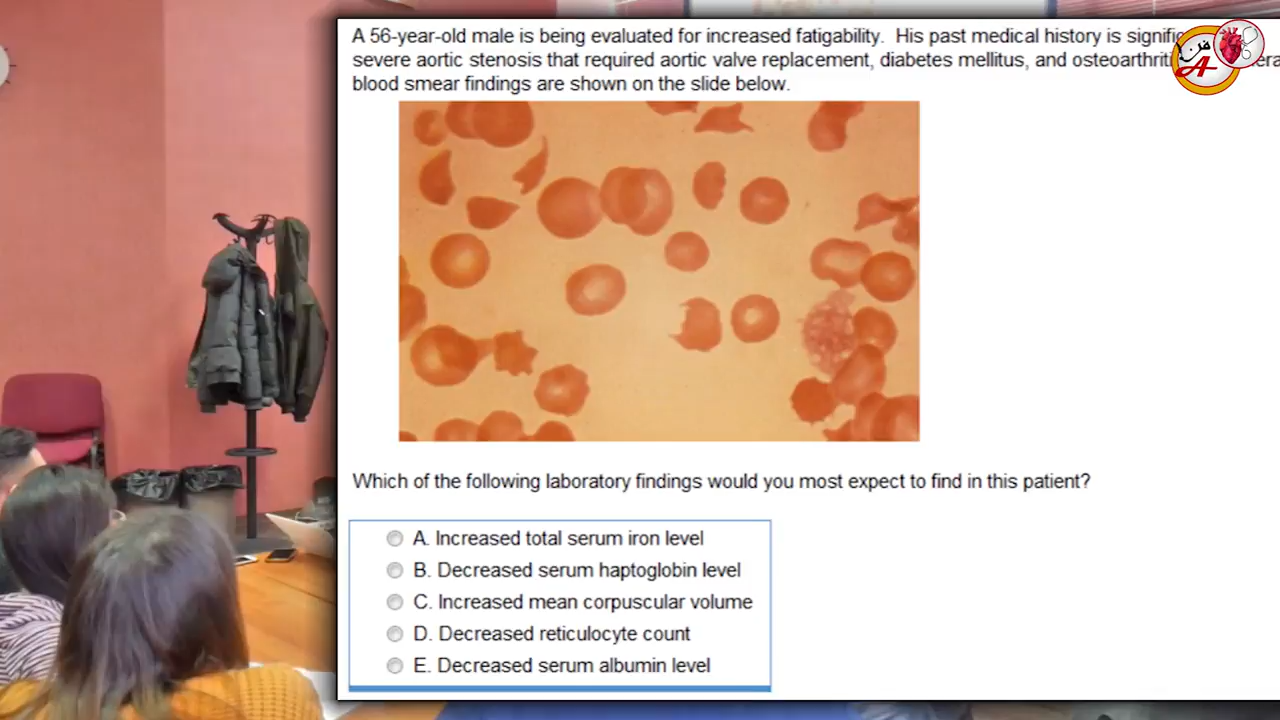 A 56-year-old male is being evaluated for increased fatigability. His past medical history is
severe aortic stenosis that required aortic valve replacement, diabetes mellitus, and
blood smear findings are shown on the slide below.
Which of the following laboratory findings would you most expect to find in this patient?
A. Increased total serum iron level
B. Decreased serum haptoglobin level
C. Increased mean corpuscular volume
D. Decreased reticulocyte count
E. Decreased serum albumin level